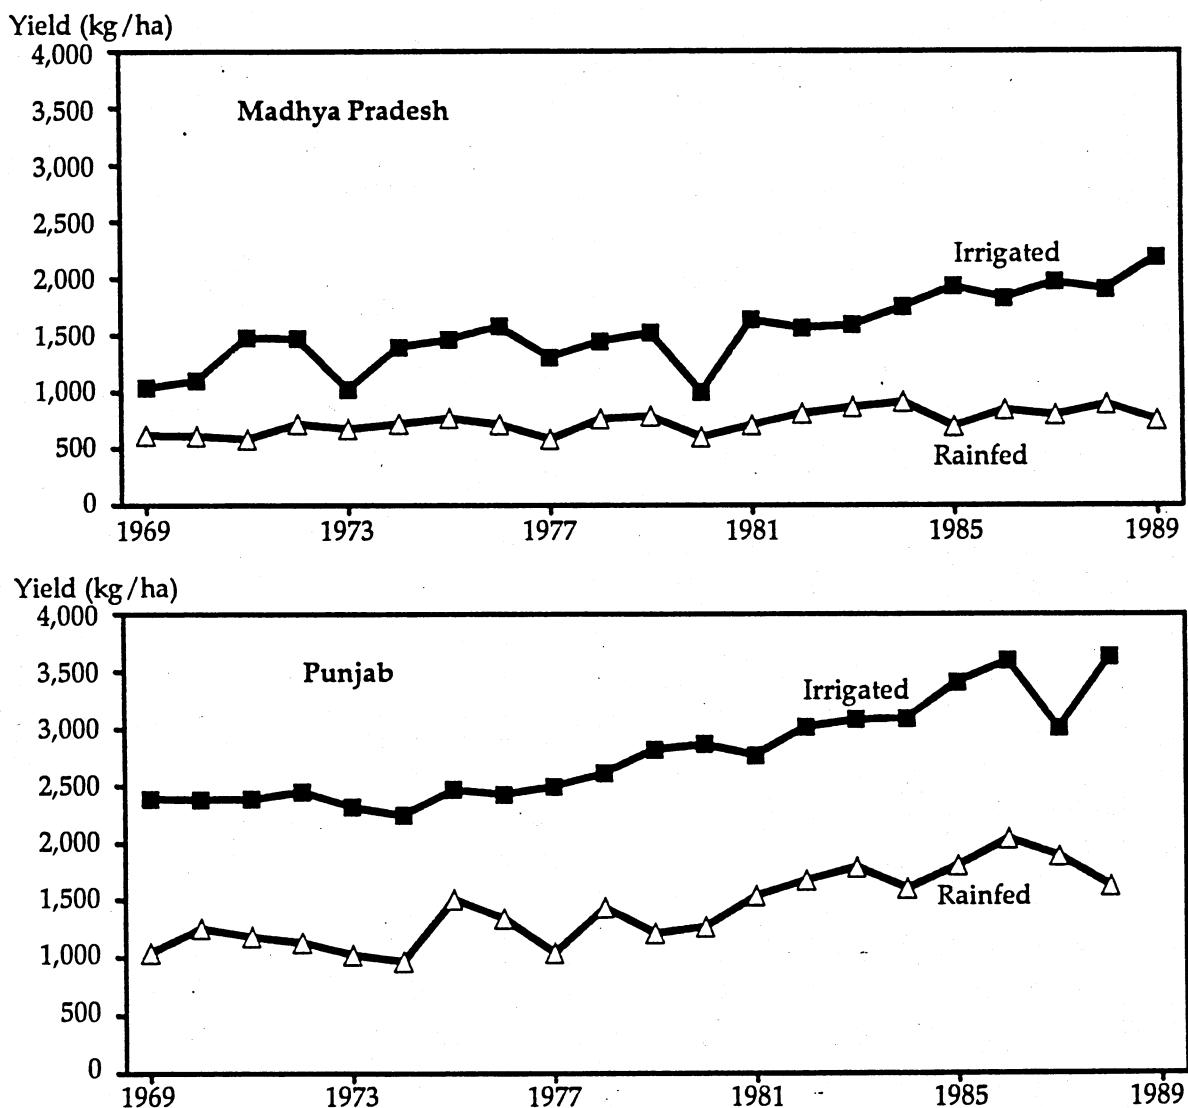 Yield (kg/ha)
4,000
3,500
Madhya Pradesh
3,000
2,500
Irrigated
2,000
1,500
1,000
500
Rainfed
0
1969 1973 1977 1981 1985 1989
Yield (kg/ha)
4,000
3,500
Punjab
Irrigated
3,000
2,500
2,000
1,500
Rainfed
1,000
500
0
1969 1973 1977 1981 1985 1989